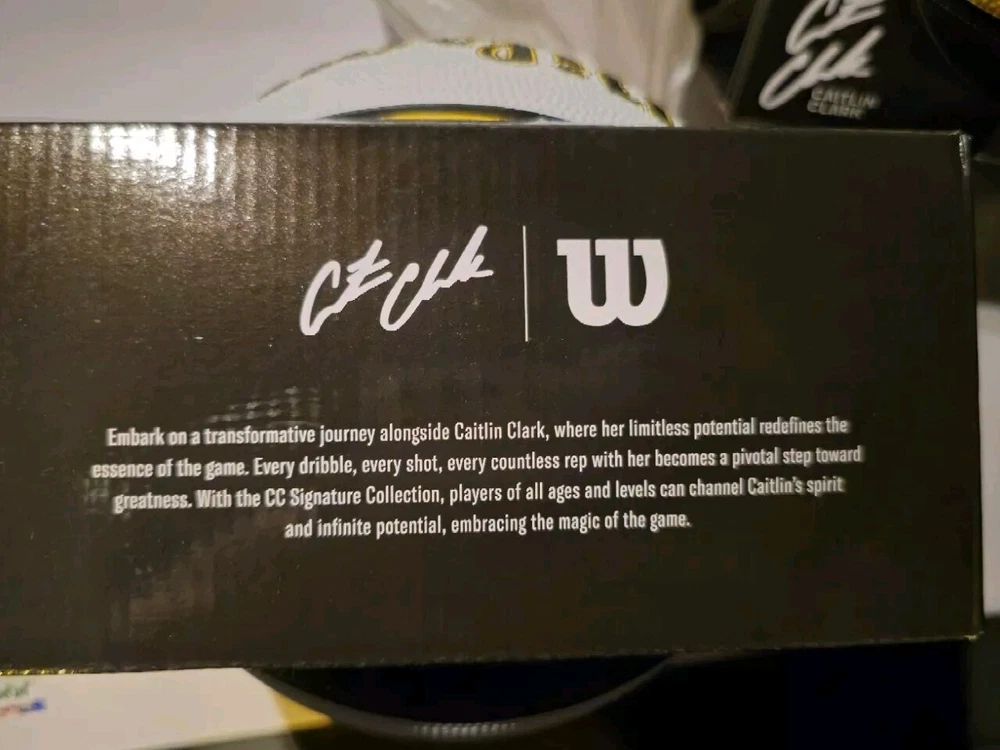 CAITLIN
CLARK
W
Embark on a transformative journey alongside Caitlin Clark, where her limitless potential redefines the
essence of the game. Every dribble, every shot, every countless rep with her becomes a pivotal step toward
greatness. With the CC Signature Collection, players of all ages and levels can channel Caitlin's spirit
and infinite potential, embracing the magic of the game.